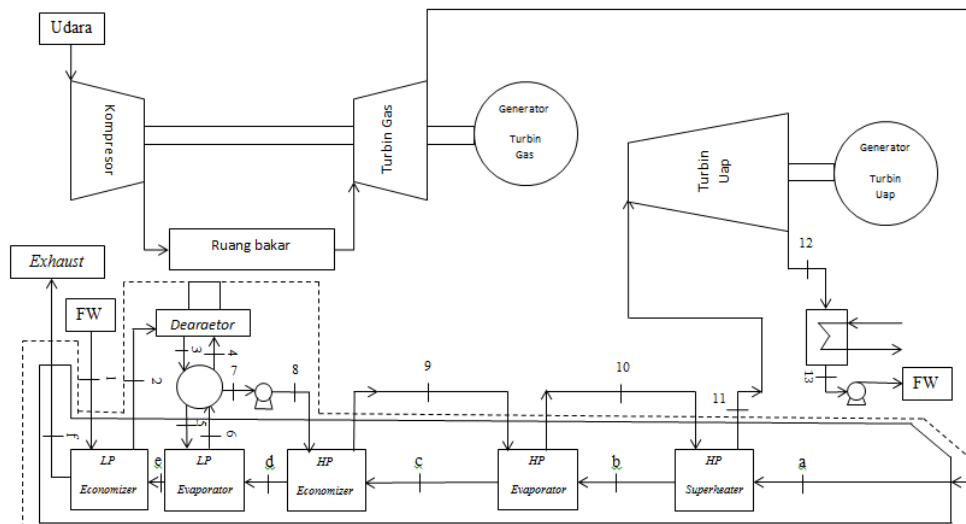 Udara
Kompresor
Turbin Gas
Generator
Turbin
Gas
Turbin
Uap
Generator
Turbin
Uap
Ruang bakar
12
Exhaust
FW
Dearaetor
3
4
7
8
9
10
11
13
FW
1
2
5
6
f
e
d
c
b
a
LP
Economizer
LP
Evaporator
HP
Economizer
HP
Evaporator
HP
Superheater